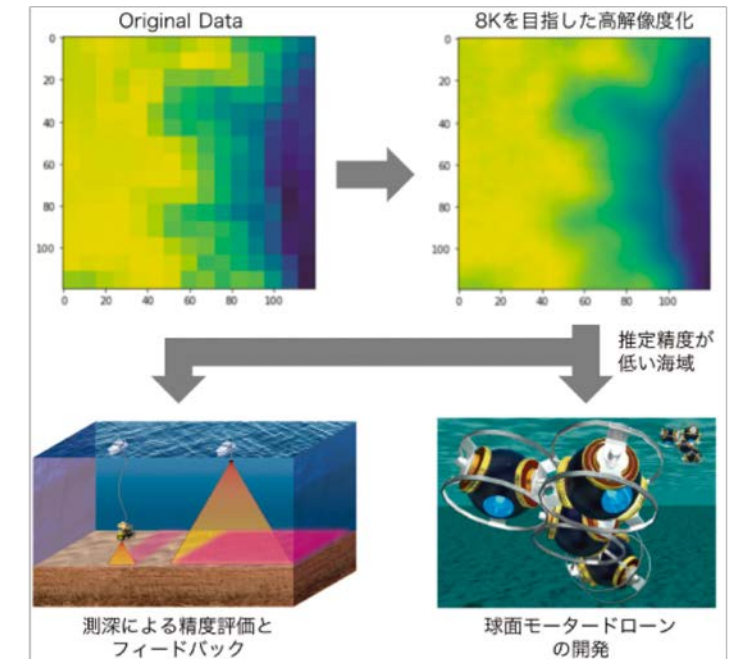 Original Data
8Kを目指した高解像度化
0
20
40
60
80
100
0 20 40 60 80 100
0
20
40
60
80
100
0 20 40 60 80 100
推定精度が
低い海域
測深による精度評価と
フィードバック
球面モータードローン
の開発